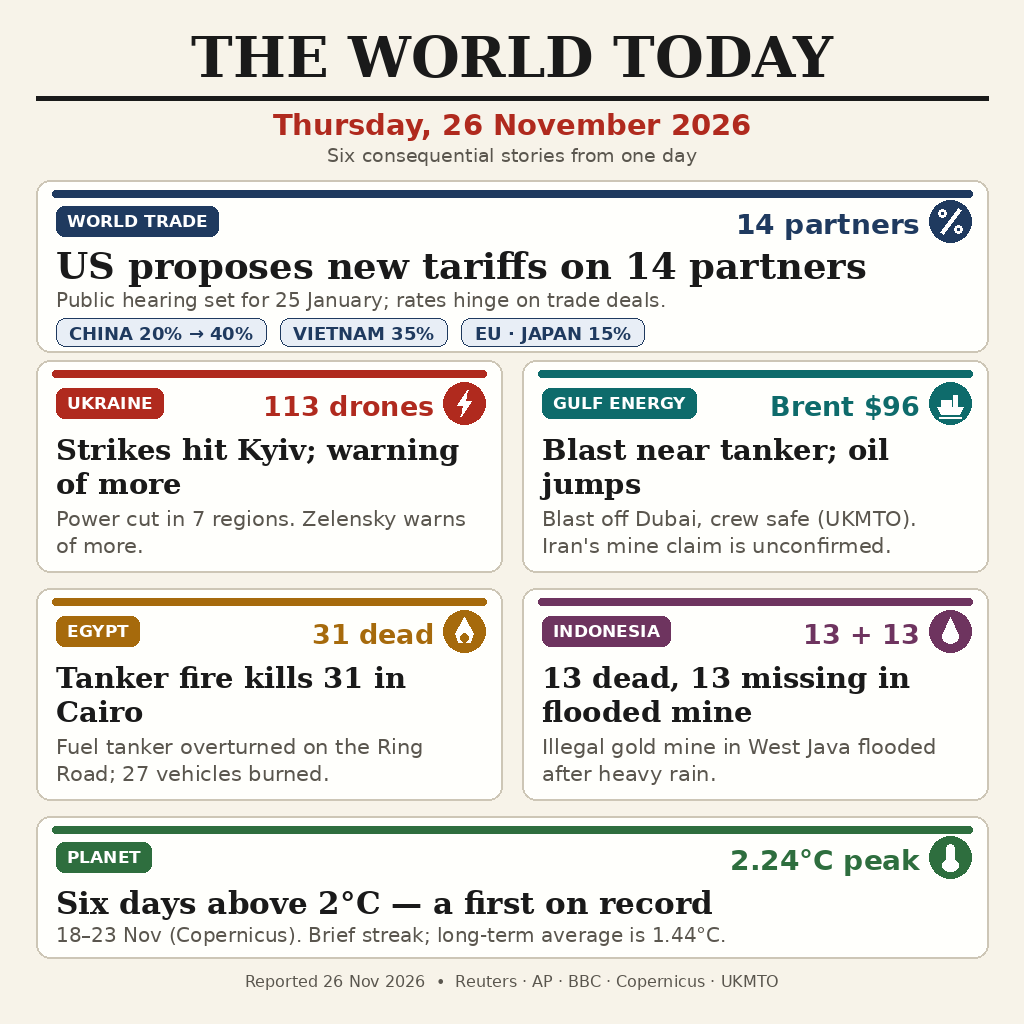 THE WORLD TODAY
Thursday, 26 November 2026
Six consequential stories from one day
WORLD TRADE
14 partners
US proposes new tariffs on 14 partners
Public hearing set for 25 January; rates hinge on trade deals.
CHINA 20% → 40%
VIETNAM 35%
EU · JAPAN 15%
UKRAINE
113 drones
Strikes hit Kyiv; warning
of more
Power cut in 7 regions. Zelensky warns
of more.
GULF ENERGY
Brent $96
Blast near tanker; oil
jumps
Blast off Dubai, crew safe (UKMTO).
Iran's mine claim is unconfirmed.
EGYPT
31 dead
Tanker fire kills 31 in
Cairo
Fuel tanker overturned on the Ring
Road; 27 vehicles burned.
INDONESIA
13 + 13
13 dead, 13 missing in
flooded mine
Illegal gold mine in West Java flooded
after heavy rain.
PLANET
2.24°C peak
Six days above 2°C — a first on record
18–23 Nov (Copernicus). Brief streak; long-term average is 1.44°C.
Reported 26 Nov 2026 • Reuters · AP · BBC · Copernicus · UKMTO